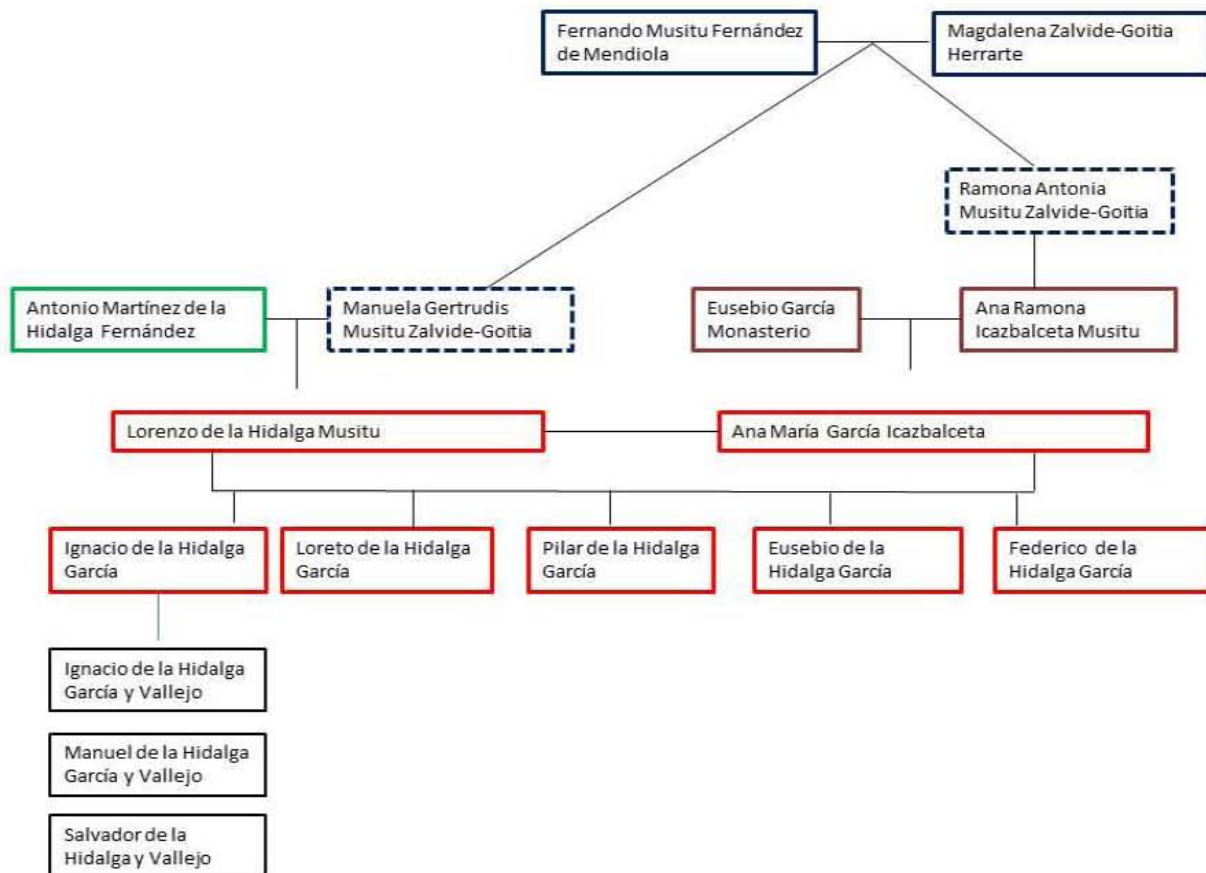 Fernando Musitu Fernández
de Mendiola
Magdalena Zalvide-Goitia
Herrarte
Ramona Antonia
Musitu Zalvide-Goitia
Antonio Martínez de la
Hidalga Fernández
Manuela Gertrudis
Musitu Zalvide-Goitia
Eusebio García
Monasterio
Ana Ramona
Icazbalceta Musitu
Lorenzo de la Hidalga Musitu
Ana María García Icazbalceta
Ignacio de la Hidalga
García
Loreto de la Hidalga
García
Pilar de la Hidalga
García
Eusebio de la
Hidalga García
Federico de la
Hidalga García
Ignacio de la Hidalga
García y Vallejo
Manuel de la Hidalga
García y Vallejo
Salvador de la
Hidalga y Vallejo